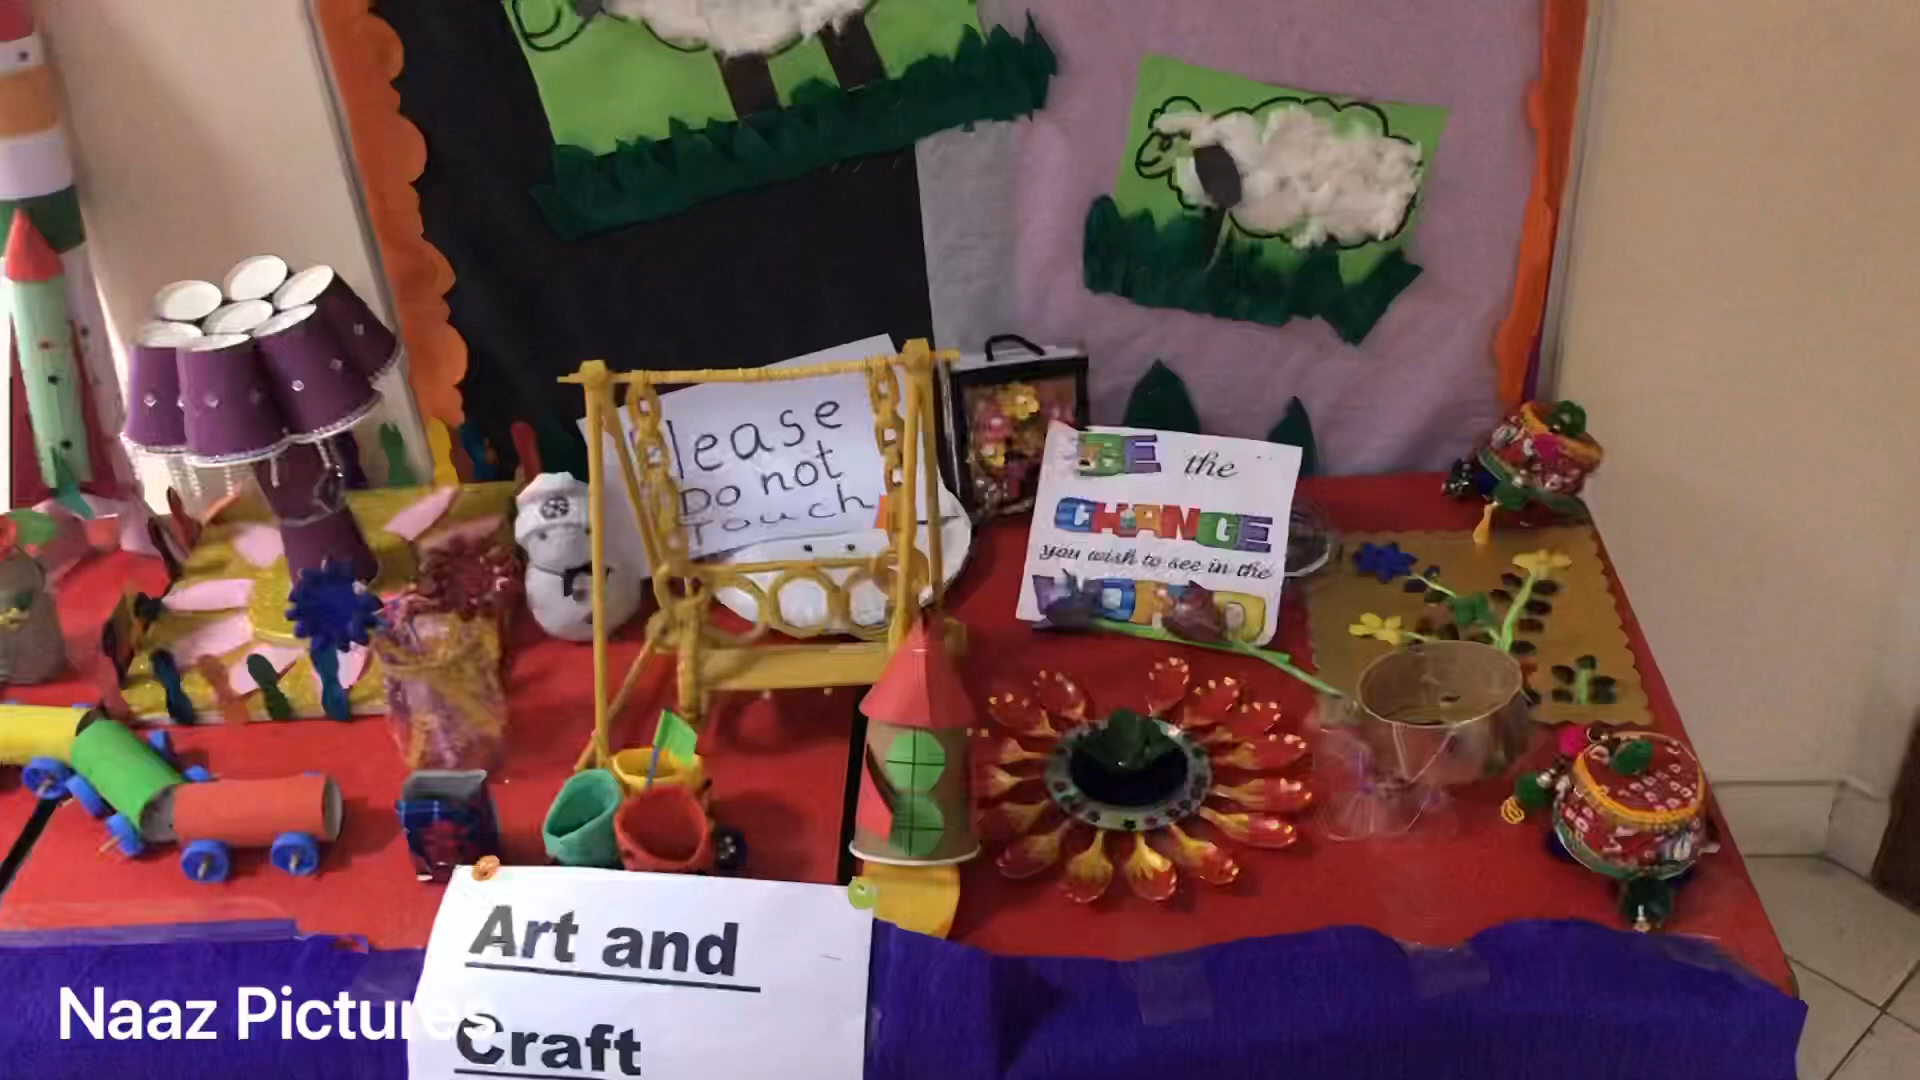 Please
Do not
Touch
BE the
CHANGE
you wish to see in the
WORLD
Art and
Craft
Naaz Pictures